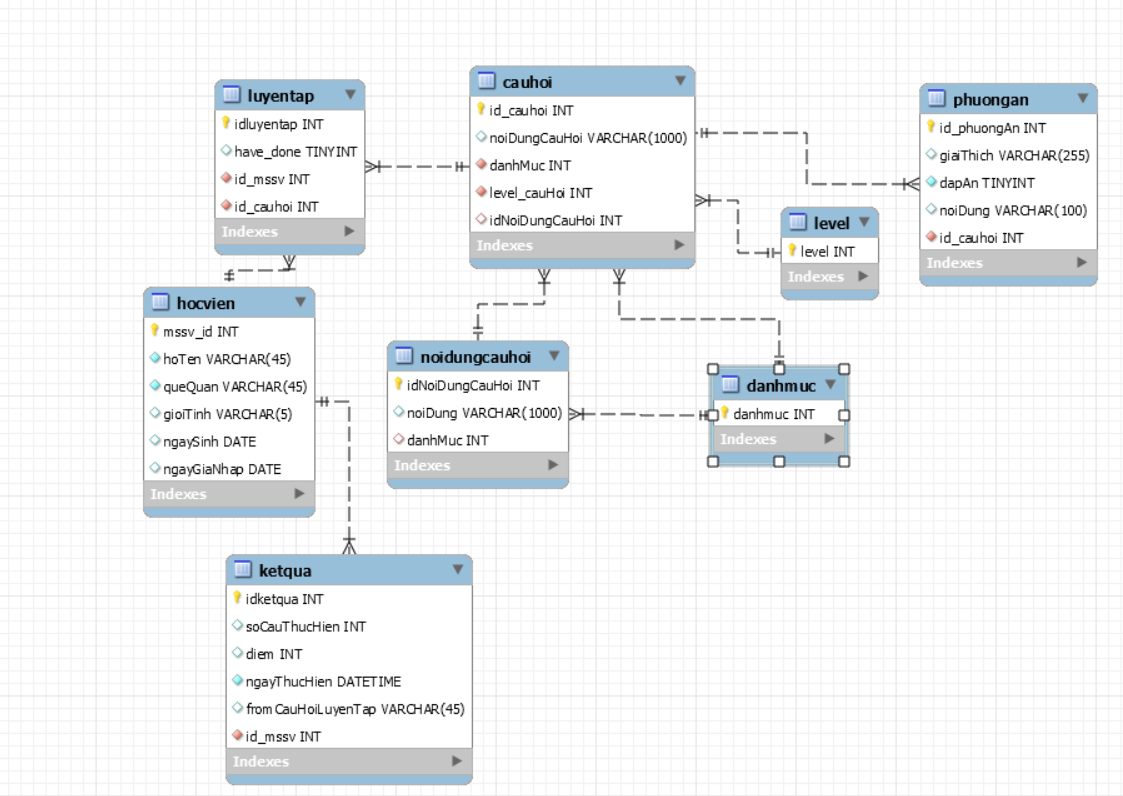 luyentap
idluyentap INT
have_done TINYINT
id_mssv INT
id_cauhoi INT
Indexes
cauhoi
id_cauhoi INT
noiDungCauHoi VARCHAR(1000)
danhMuc INT
level_cauHoi INT
idNoiDungCauHoi INT
Indexes
phuongan
id_phuongAn INT
giaiThich VARCHAR(255)
dapAn TINYINT
noiDung VARCHAR(100)
id_cauhoi INT
Indexes
level
level INT
Indexes
hocvien
mssv_id INT
hoTen VARCHAR(45)
queQuan VARCHAR(45)
gioiTinh VARCHAR(5)
ngaySinh DATE
ngayGiaNhap DATE
Indexes
noidungcauhoi
idNoiDungCauHoi INT
noiDung VARCHAR(1000)
danhMuc INT
Indexes
danhmuc
danhmuc INT
Indexes
ketqua
idketqua INT
soCauThucHien INT
diem INT
ngayThucHien DATETIME
fromCauHoiLuyenTap VARCHAR(45)
id_mssv INT
Indexes